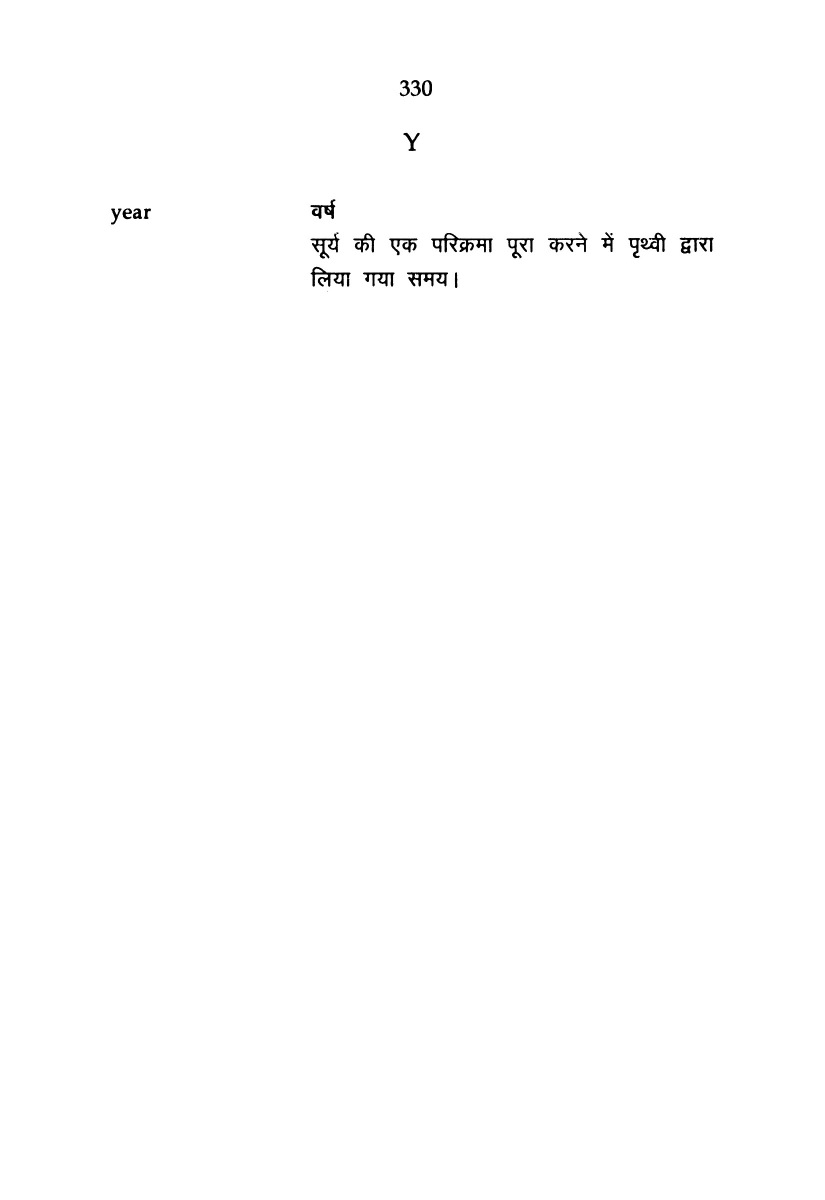 330
Y
year वर्ष
सूर्य की एक परिक्रमा पूरा करने में पृथ्वी द्वारा
लिया गया समय।